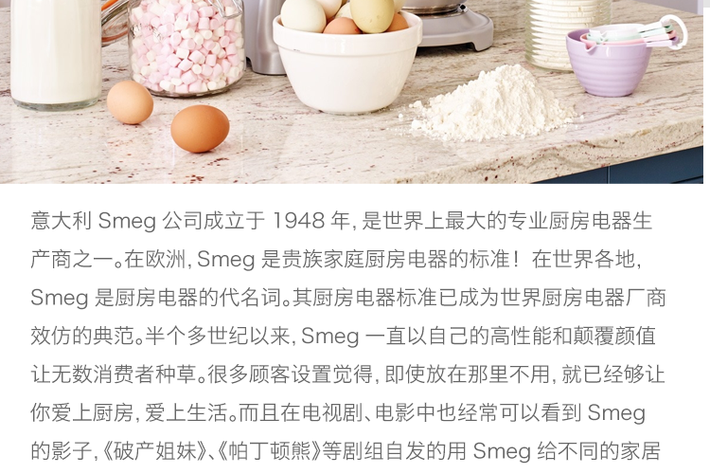 意大利 Smeg 公司成立于 1948 年, 是世界上最大的专业厨房电器生
产商之一。在欧洲, Smeg 是贵族家庭厨房电器的标准！在世界各地,
Smeg 是厨房电器的代名词。其厨房电器标准已成为世界厨房电器厂商
效仿的典范。半个多世纪以来, Smeg 一直以自己的高性能和颠覆颜值
让无数消费者种草。很多顾客设置觉得, 即使放在那里不用, 就已经够让
你爱上厨房, 爱上生活。而且在电视剧、电影中也经常可以看到 Smeg
的影子,《破产姐妹》、《帕丁顿熊》等剧组自发的用 Smeg 给不同的家居